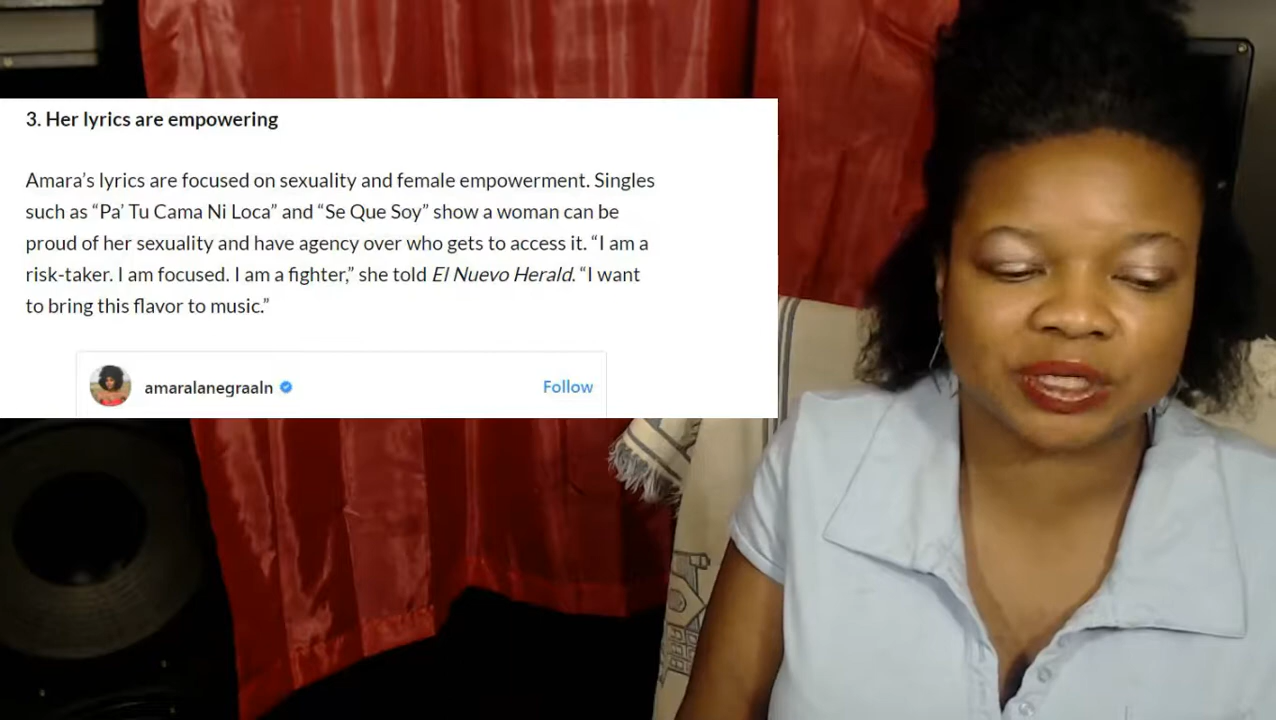 3. Her lyrics are empowering
Amara’s lyrics are focused on sexuality and female empowerment. Singles
such as “Pa’ Tu Cama Ni Loca” and “Se Que Soy” show a woman can be
proud of her sexuality and have agency over who gets to access it. “I am a
risk-taker. I am focused. I am a fighter,” she told El Nuevo Herald. “I want
to bring this flavor to music.”
amaralanegraaln
Follow